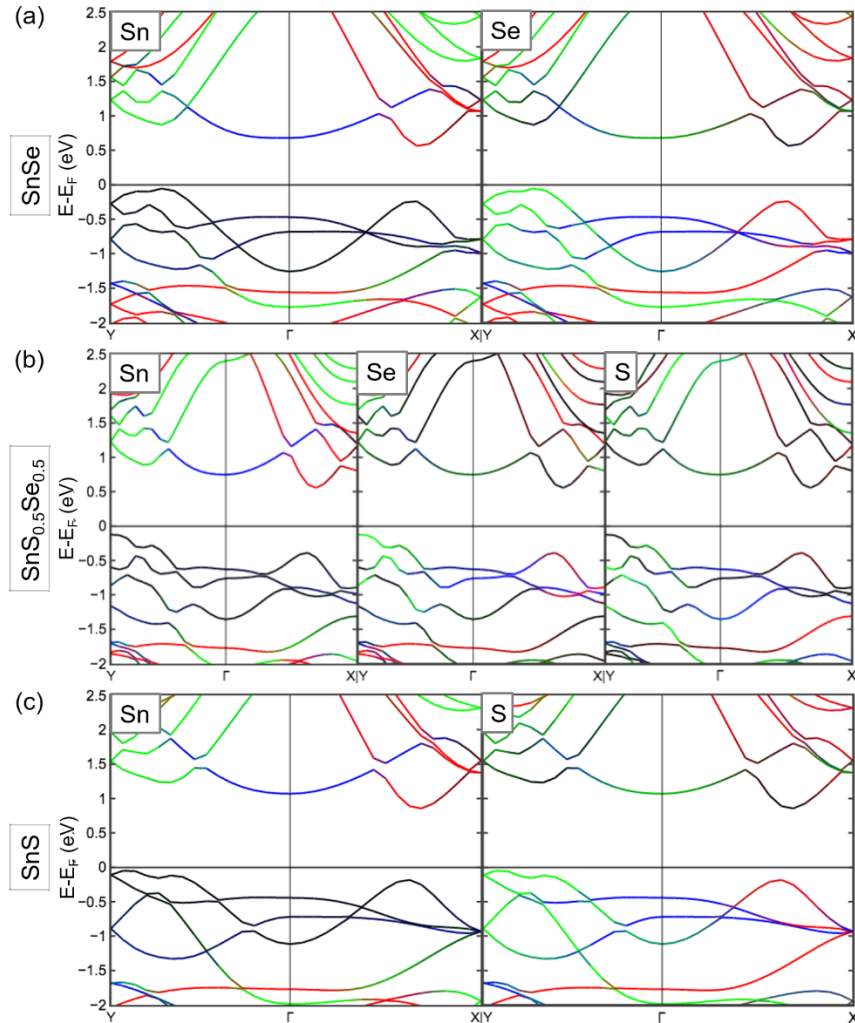 (a)
Sn
Se
SnSe
E-E_F (eV)
2.5
2
1.5
1
0.5
0
−0.5
−1
−1.5
−2
Y Γ X|Y Γ X
(b)
Sn
Se
S
SnS₀.₅Se₀.₅
E-E_F (eV)
2.5
2
1.5
1
0.5
0
−0.5
−1
−1.5
−2
Y Γ X|Y Γ X|Y Γ X
(c)
Sn
S
SnS
E-E_F (eV)
2.5
2
1.5
1
0.5
0
−0.5
−1
−1.5
−2
Y Γ X|Y Γ X